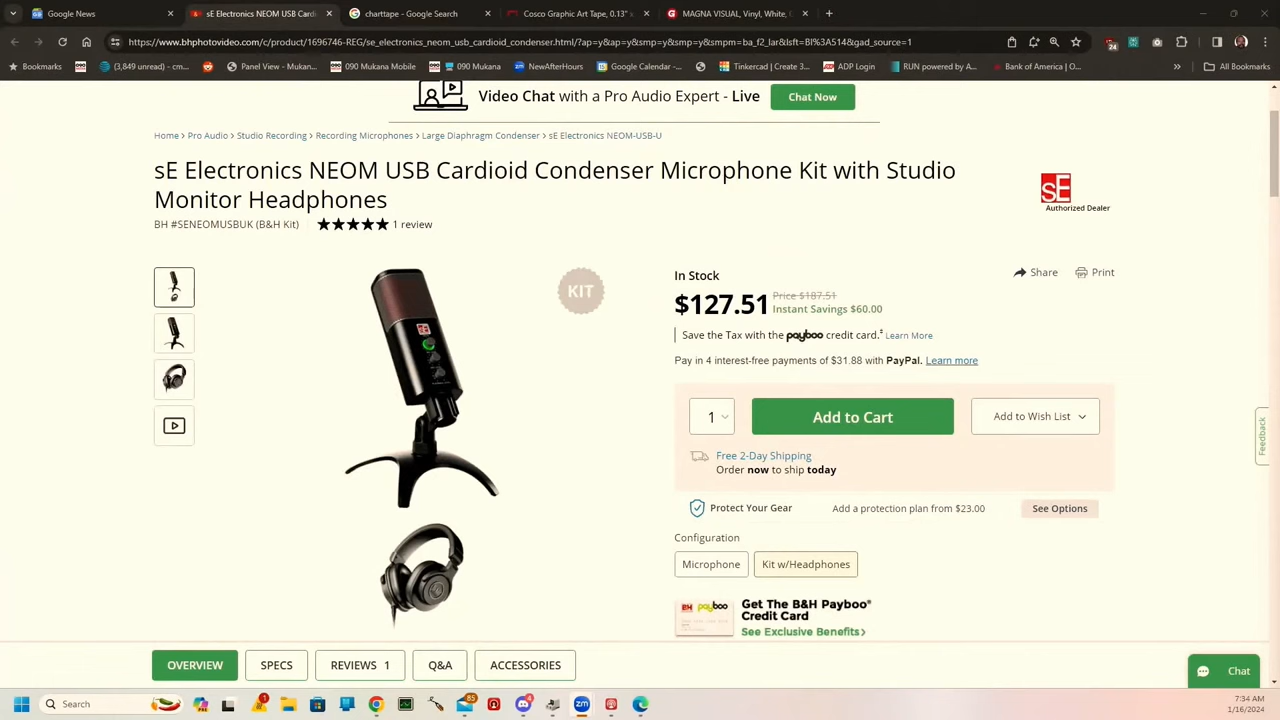 Google News
sE Electronics NEOM USB Card
charttape - Google Search
Cosco Graphic Art Tape, 0.13" x
MAGNA VISUAL, Vinyl, White,
https://www.bhphotovideo.com/c/product/1696746-REG/se_electronics_neom_usb_cardioid_condenser.html/?ap=y&ap=y&smp=y&smp=y&smpm=ba_f2_lar&lsft=BI%3A514&gad_source=1
24
Bookmarks
(3,849 unread) - cm...
Panel View - Mukan...
090 Mukana Mobile
090 Mukana
NewAfterHours
Google Calendar -...
Tinkercad | Create 3...
ADP Login
RUN powered by A...
Bank of America | O...
All Bookmarks
Video Chat with a Pro Audio Expert - Live
Chat Now
Home > Pro Audio > Studio Recording > Recording Microphones > Large Diaphragm Condenser > sE Electronics NEOM-USB-U
sE Electronics NEOM USB Cardioid Condenser Microphone Kit with Studio
Monitor Headphones
sE
Authorized Dealer
BH #SENEOMUSBUK (B&H Kit)
1 review
KIT
In Stock
Share
Print
$127.51
Price $187.51
Instant Savings $60.00
Save the Tax with the payboo credit card.‡ Learn More
Pay in 4 interest-free payments of $31.88 with PayPal. Learn more
1
Add to Cart
Add to Wish List
Free 2-Day Shipping
Order now to ship today
Feedback
Protect Your Gear
Add a protection plan from $23.00
See Options
Configuration
Microphone
Kit w/Headphones
BH payboo
Get The B&H Payboo®
Credit Card
See Exclusive Benefits>
OVERVIEW
SPECS
REVIEWS 1
Q&A
ACCESSORIES
Chat
Search
1
85
4
zm
7:34 AM
1/16/2024